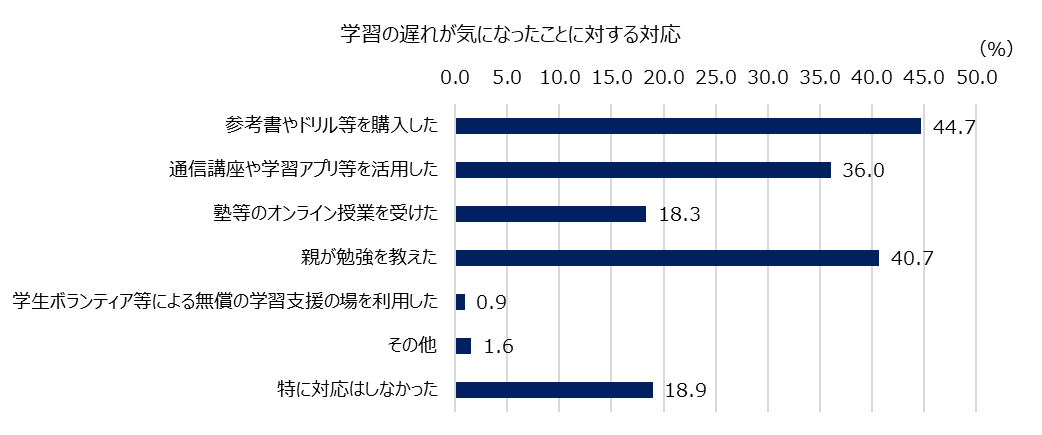 学習の遅れが気になったことに対する対応
(%)
0.0 5.0 10.0 15.0 20.0 25.0 30.0 35.0 40.0 45.0 50.0
参考書やドリル等を購入した 44.7
通信講座や学習アプリ等を活用した 36.0
塾等のオンライン授業を受けた 18.3
親が勉強を教えた 40.7
学生ボランティア等による無償の学習支援の場を利用した 0.9
その他 1.6
特に対応はしなかった 18.9